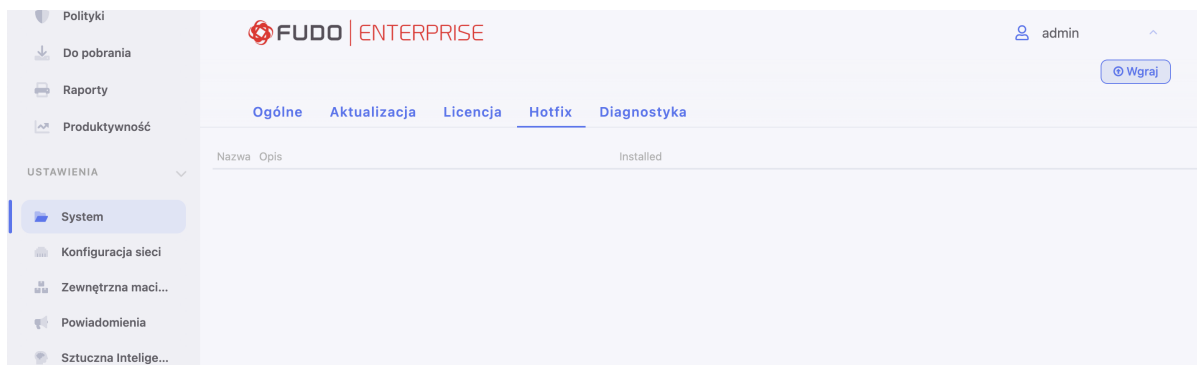 Polityki
Do pobrania
Raporty
Produktywność
USTAWIENIA
System
Konfiguracja sieci
Zewnętrzna maci...
Powiadomienia
Sztuczna Intelige...
FUDO ENTERPRISE
admin
Wgraj
Ogólne Aktualizacja Licencja Hotfix Diagnostyka
Nazwa Opis Installed